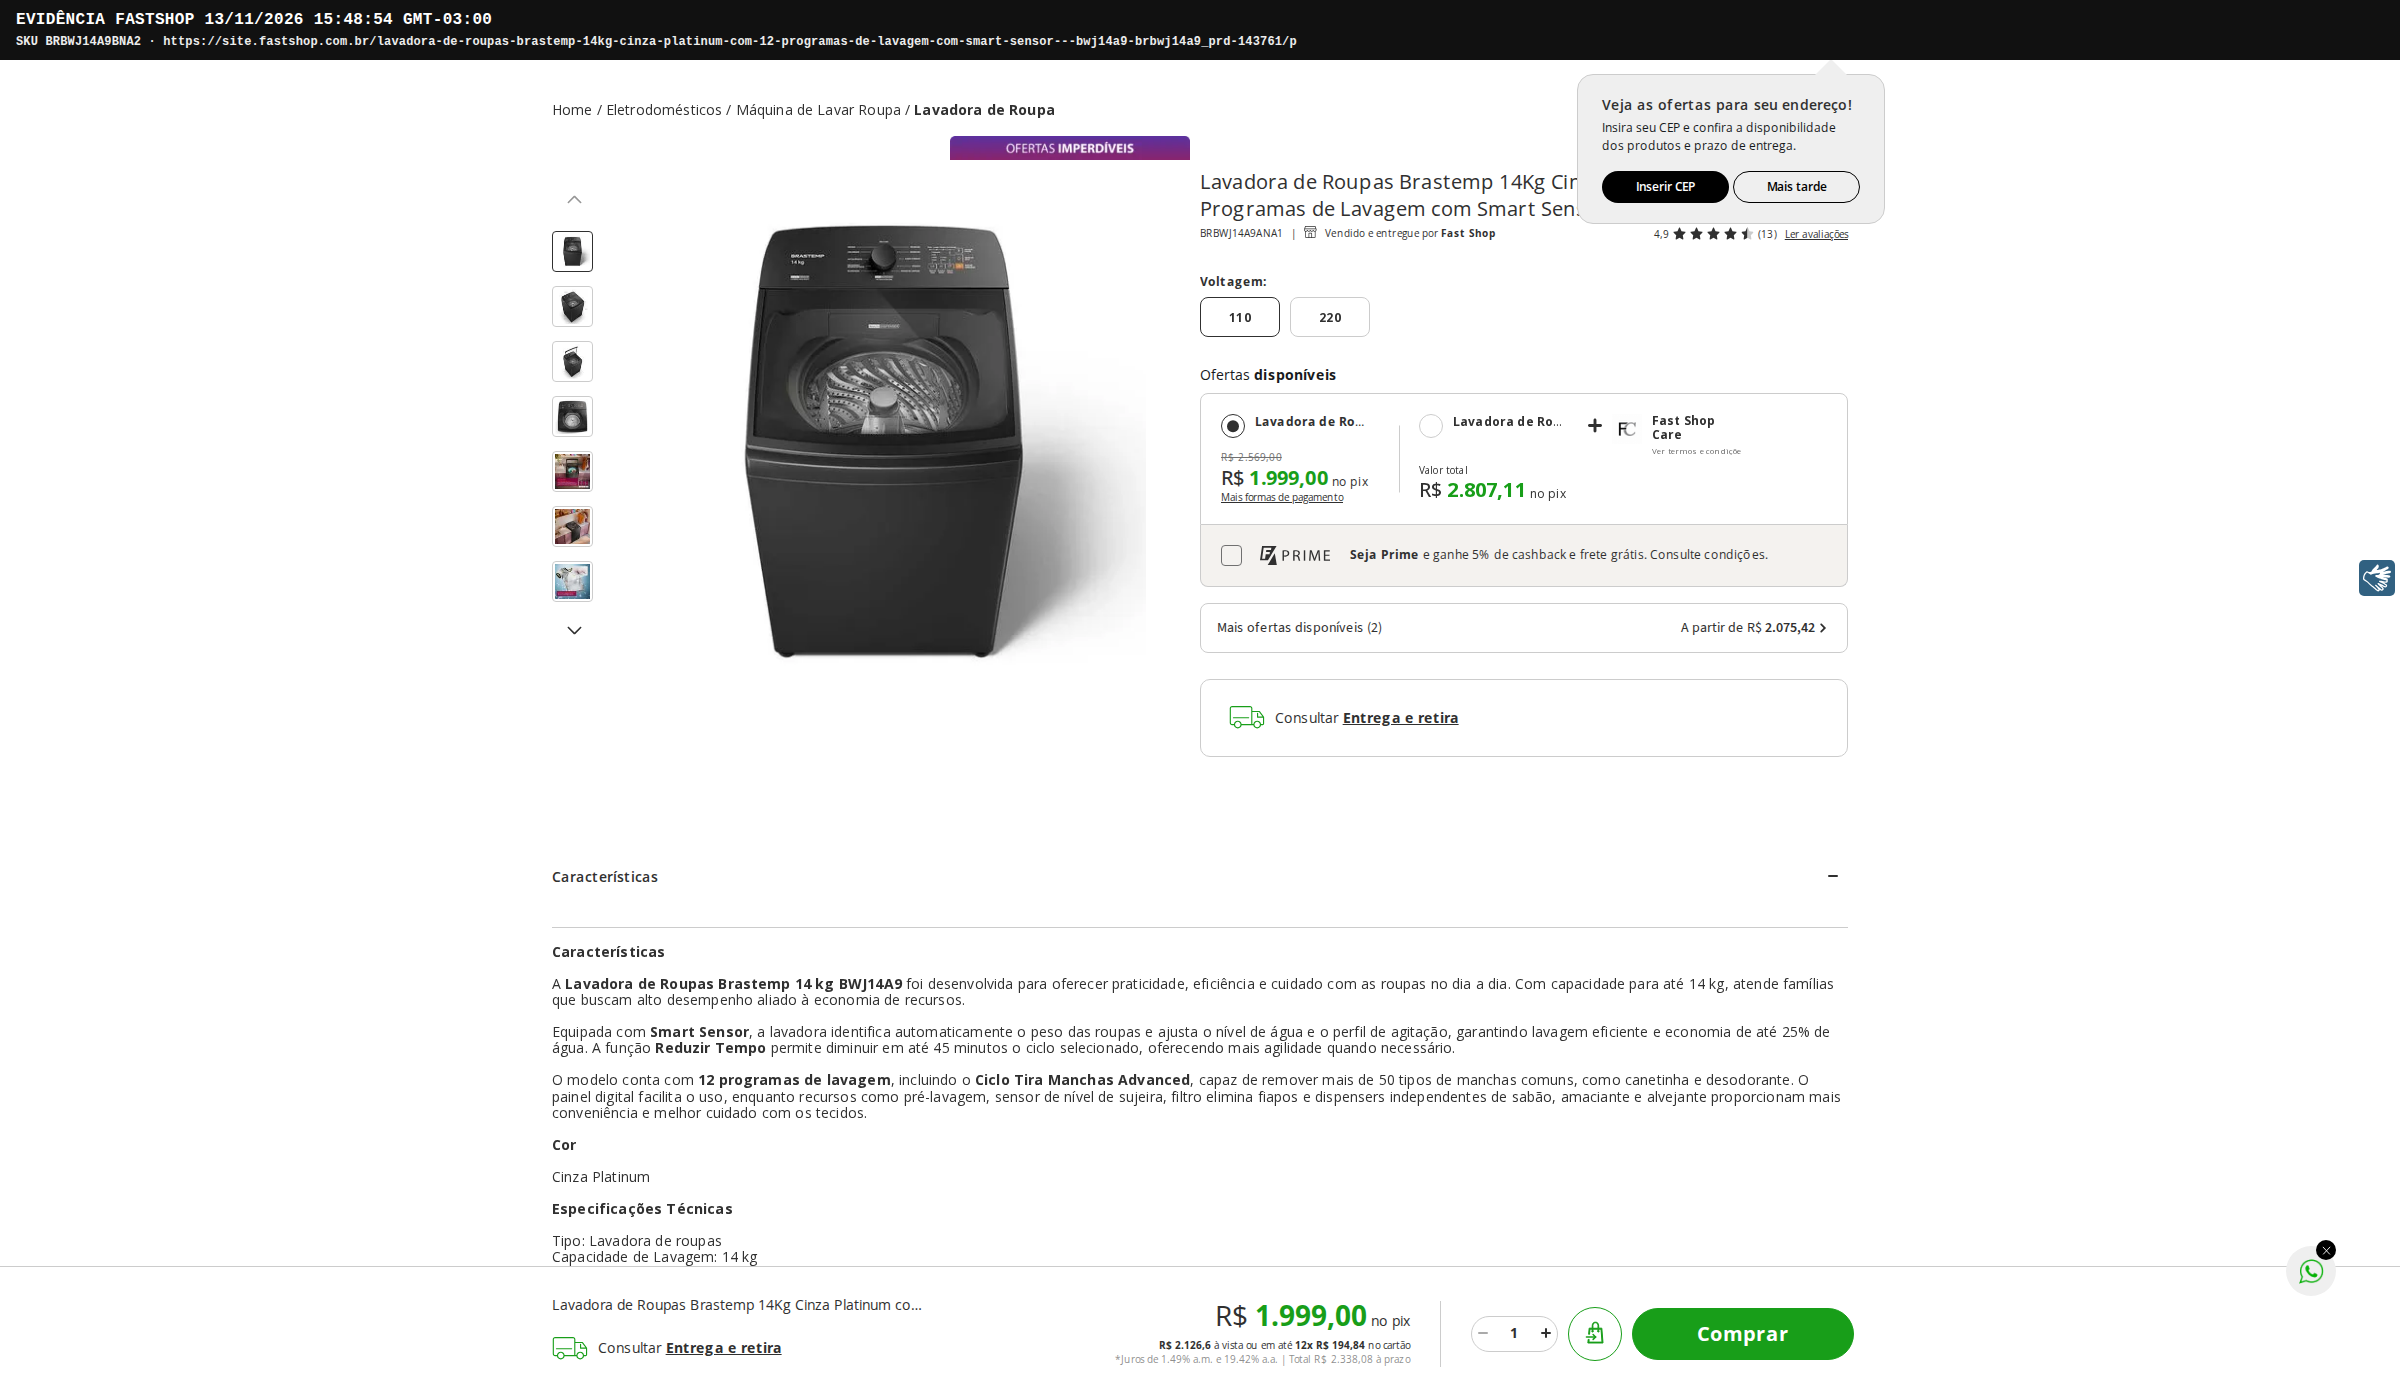 EVIDÊNCIA FASTSHOP 13/11/2026 15:48:54 GMT-03:00
SKU BRBWJ14A9BNA2 · https://site.fastshop.com.br/lavadora-de-roupas-brastemp-14kg-cinza-platinum-com-12-programas-de-lavagem-com-smart-sensor---bwj14a9-brbwj14a9_prd-143761/p
Veja as ofertas para seu endereço!
Insira seu CEP e confira a disponibilidade
dos produtos e prazo de entrega.
Inserir CEP
Mais tarde
Home / Eletrodomésticos / Máquina de Lavar Roupa / Lavadora de Roupa
OFERTAS IMPERDÍVEIS
Lavadora de Roupas Brastemp 14Kg Cin
Programas de Lavagem com Smart Sens
BRBWJ14A9ANA1 | Vendido e entregue por Fast Shop
4,9 (13) Ler avaliações
BRASTEMP
14 kg
Voltagem:
110
220
Ofertas disponíveis
Lavadora de Ro...
R$ 2.569,00
R$ 1.999,00 no pix
Mais formas de pagamento
Lavadora de Ro...
Valor total
R$ 2.807,11 no pix
+
FC
Fast Shop
Care
Ver termos e condiçõe
PRIME
Seja Prime e ganhe 5% de cashback e frete grátis. Consulte condições.
Mais ofertas disponíveis (2)
A partir de R$ 2.075,42
Consultar Entrega e retira
Características
Características
A Lavadora de Roupas Brastemp 14 kg BWJ14A9 foi desenvolvida para oferecer praticidade, eficiência e cuidado com as roupas no dia a dia. Com capacidade para até 14 kg, atende famílias
que buscam alto desempenho aliado à economia de recursos.
Equipada com Smart Sensor, a lavadora identifica automaticamente o peso das roupas e ajusta o nível de água e o perfil de agitação, garantindo lavagem eficiente e economia de até 25% de
água. A função Reduzir Tempo permite diminuir em até 45 minutos o ciclo selecionado, oferecendo mais agilidade quando necessário.
O modelo conta com 12 programas de lavagem, incluindo o Ciclo Tira Manchas Advanced, capaz de remover mais de 50 tipos de manchas comuns, como canetinha e desodorante. O
painel digital facilita o uso, enquanto recursos como pré-lavagem, sensor de nível de sujeira, filtro elimina fiapos e dispensers independentes de sabão, amaciante e alvejante proporcionam mais
conveniência e melhor cuidado com os tecidos.
Cor
Cinza Platinum
Especificações Técnicas
Tipo: Lavadora de roupas
Capacidade de Lavagem: 14 kg
Lavadora de Roupas Brastemp 14Kg Cinza Platinum co...
Consultar Entrega e retira
R$ 1.999,00 no pix
R$ 2.126,6 à vista ou em até 12x R$ 194,84 no cartão
*Juros de 1.49% a.m. e 19.42% a.a. | Total R$ 2.338,08 à prazo
1
Comprar